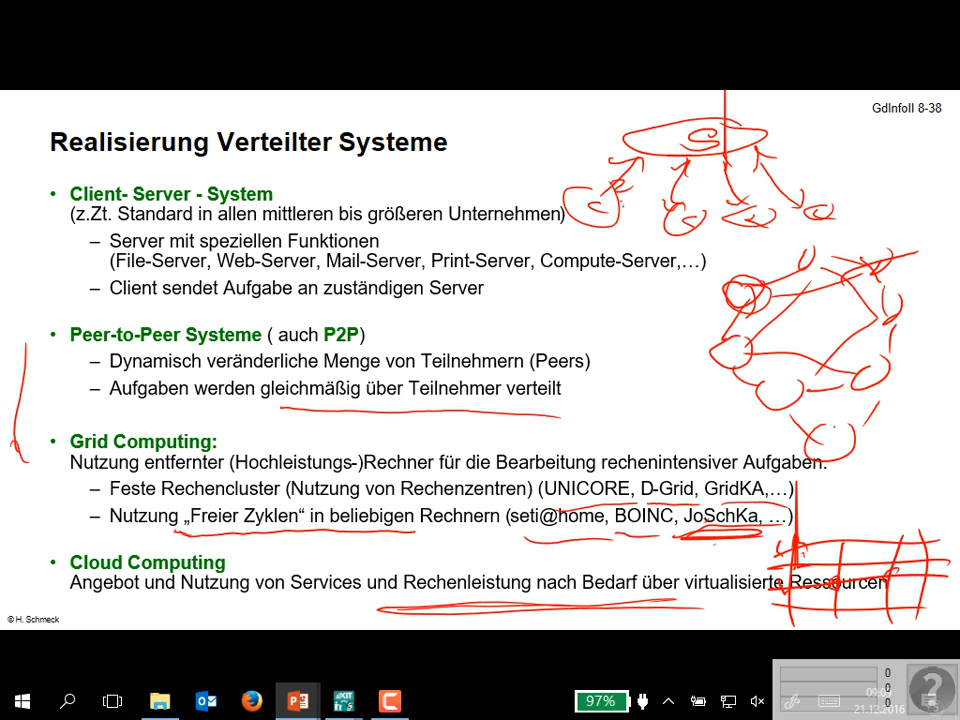 GdInfoII 8-38
Realisierung Verteilter Systeme
• Client- Server - System
(z.Zt. Standard in allen mittleren bis größeren Unternehmen)
– Server mit speziellen Funktionen
(File-Server, Web-Server, Mail-Server, Print-Server, Compute-Server,…)
– Client sendet Aufgabe an zuständigen Server
• Peer-to-Peer Systeme ( auch P2P)
– Dynamisch veränderliche Menge von Teilnehmern (Peers)
– Aufgaben werden gleichmäßig über Teilnehmer verteilt
• Grid Computing:
Nutzung entfernter (Hochleistungs-)Rechner für die Bearbeitung rechenintensiver Aufgaben.
– Feste Rechencluster (Nutzung von Rechenzentren) (UNICORE, D-Grid, GridKA,…)
– Nutzung „Freier Zyklen“ in beliebigen Rechnern (seti@home, BOINC, JoSchKa, …)
• Cloud Computing
Angebot und Nutzung von Services und Rechenleistung nach Bedarf über virtualisierte Ressourcen
© H. Schmeck
S
C
C
C
C
97%
0
0
0
21.12.2016